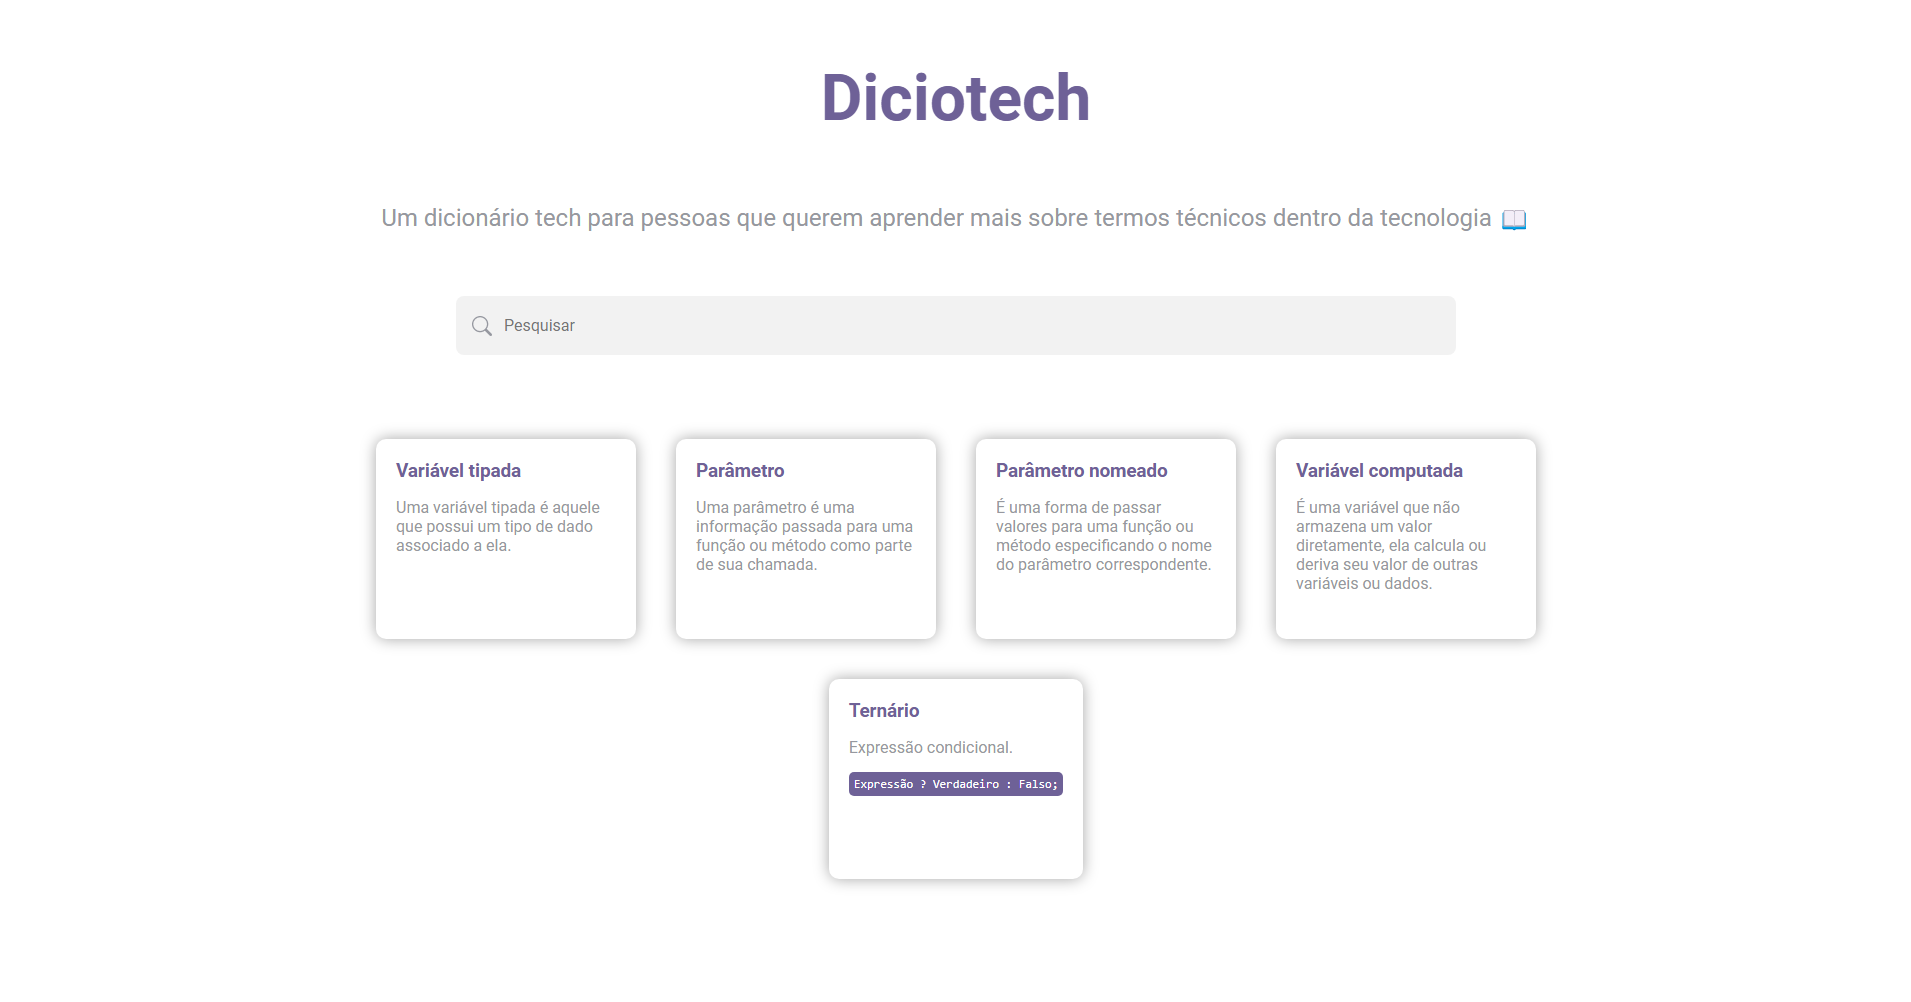 Diciotech
Um dicionário tech para pessoas que querem aprender mais sobre termos técnicos dentro da tecnologia 📖
Pesquisar
Variável tipada
Uma variável tipada é aquele
que possui um tipo de dado
associado a ela.
Parâmetro
Uma parâmetro é uma
informação passada para uma
função ou método como parte
de sua chamada.
Parâmetro nomeado
É uma forma de passar
valores para uma função ou
método especificando o nome
do parâmetro correspondente.
Variável computada
É uma variável que não
armazena um valor
diretamente, ela calcula ou
deriva seu valor de outras
variáveis ou dados.
Ternário
Expressão condicional.
Expressão ? Verdadeiro : Falso;